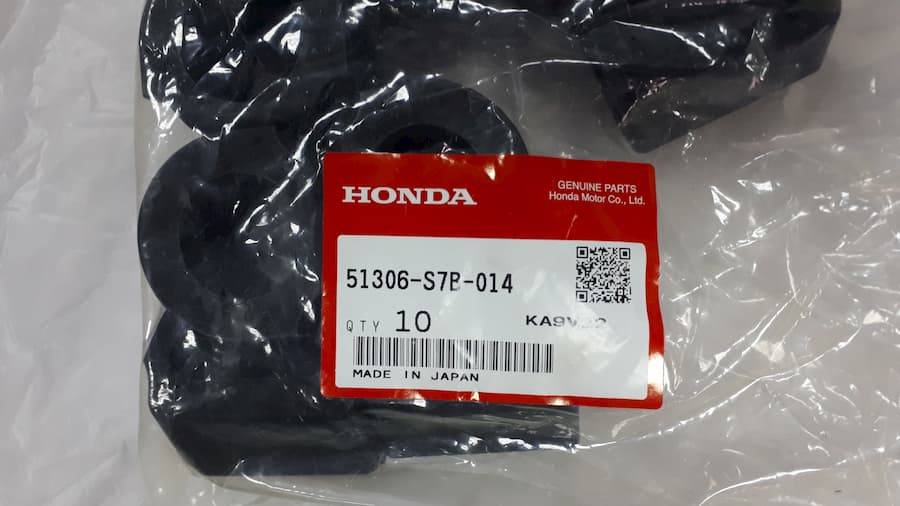 HONDA
GENUINE PARTS
Honda Motor Co., Ltd.
51306-S7B-014
QTY 10
MADE IN JAPAN